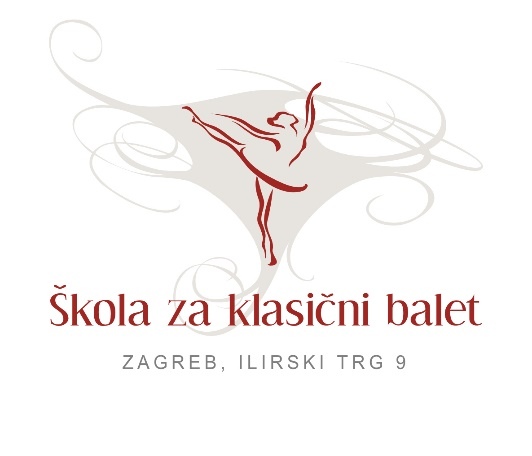 Škola za klasični balet
ZAGREB, ILIRSKI TRG 9